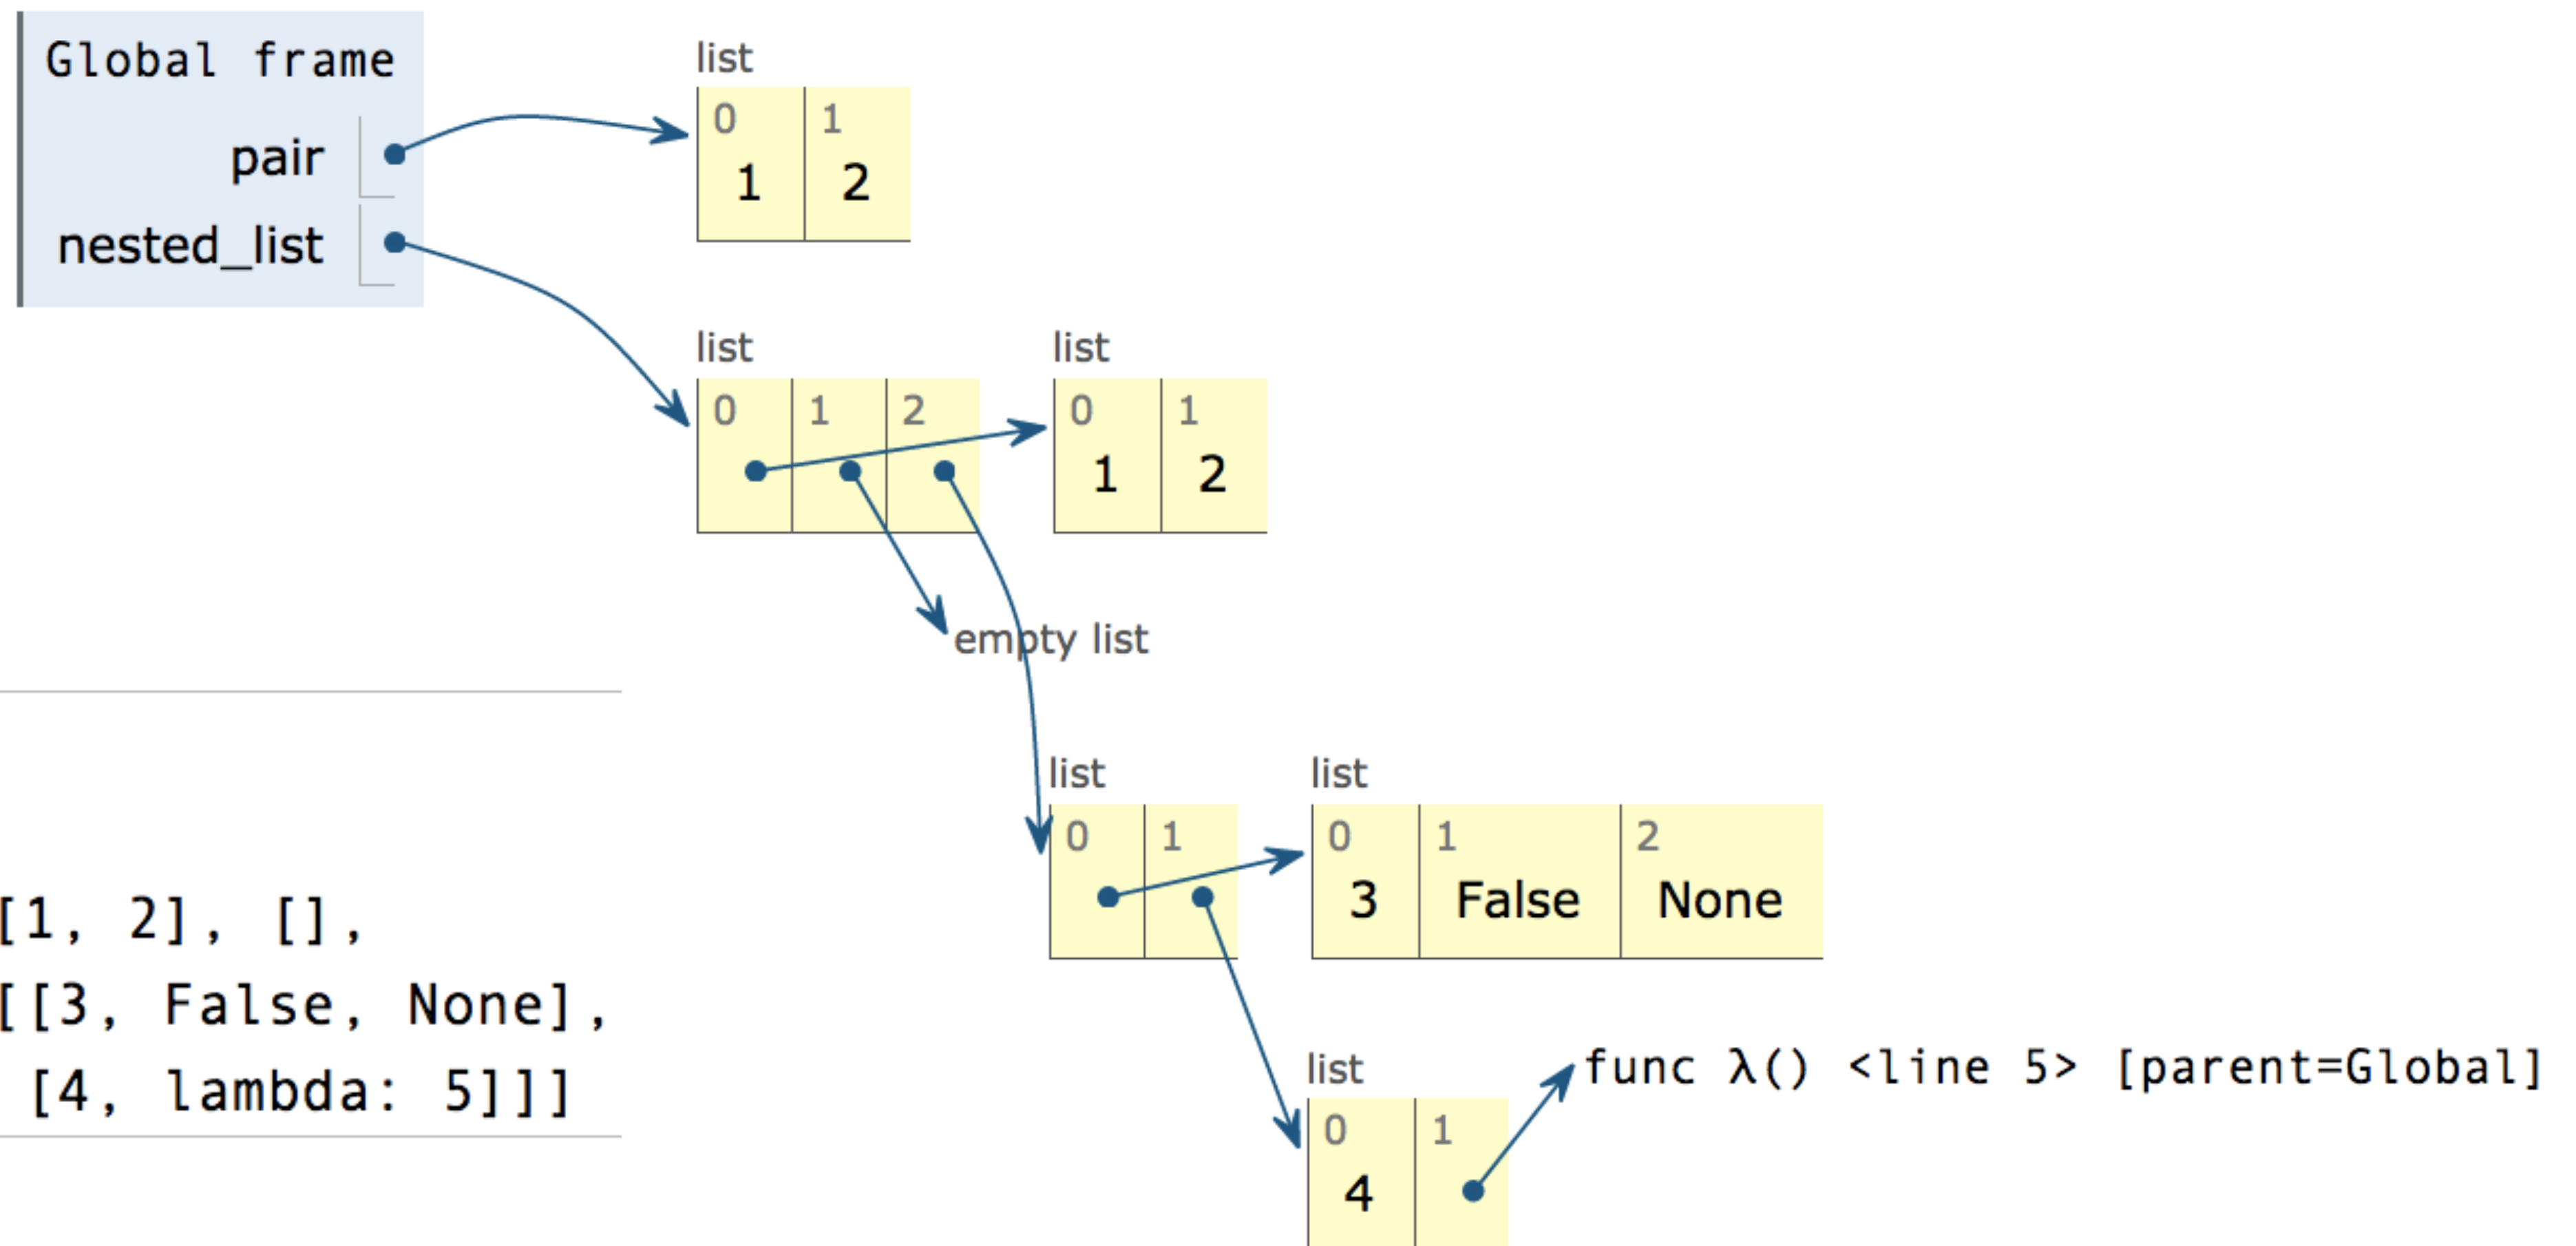 Global frame
pair
nested_list
list
0 1
1 2
list
0 1 2
list
0 1
1 2
empty list
list
0 1
list
0 1 2
3 False None
list
0 1
4
func λ() <line 5> [parent=Global]
[1, 2], [],
[[3, False, None],
[4, lambda: 5]]]